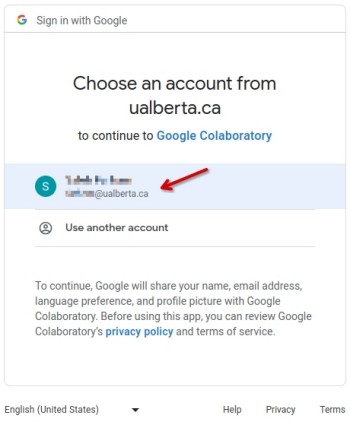 Sign in with Google
Choose an account from
ualberta.ca
to continue to Google Colaboratory
S
@ualberta.ca
Use another account
To continue, Google will share your name, email address,
language preference, and profile picture with Google
Colaboratory. Before using this app, you can review Google
Colaboratory's privacy policy and terms of service.
English (United States) Help Privacy Terms